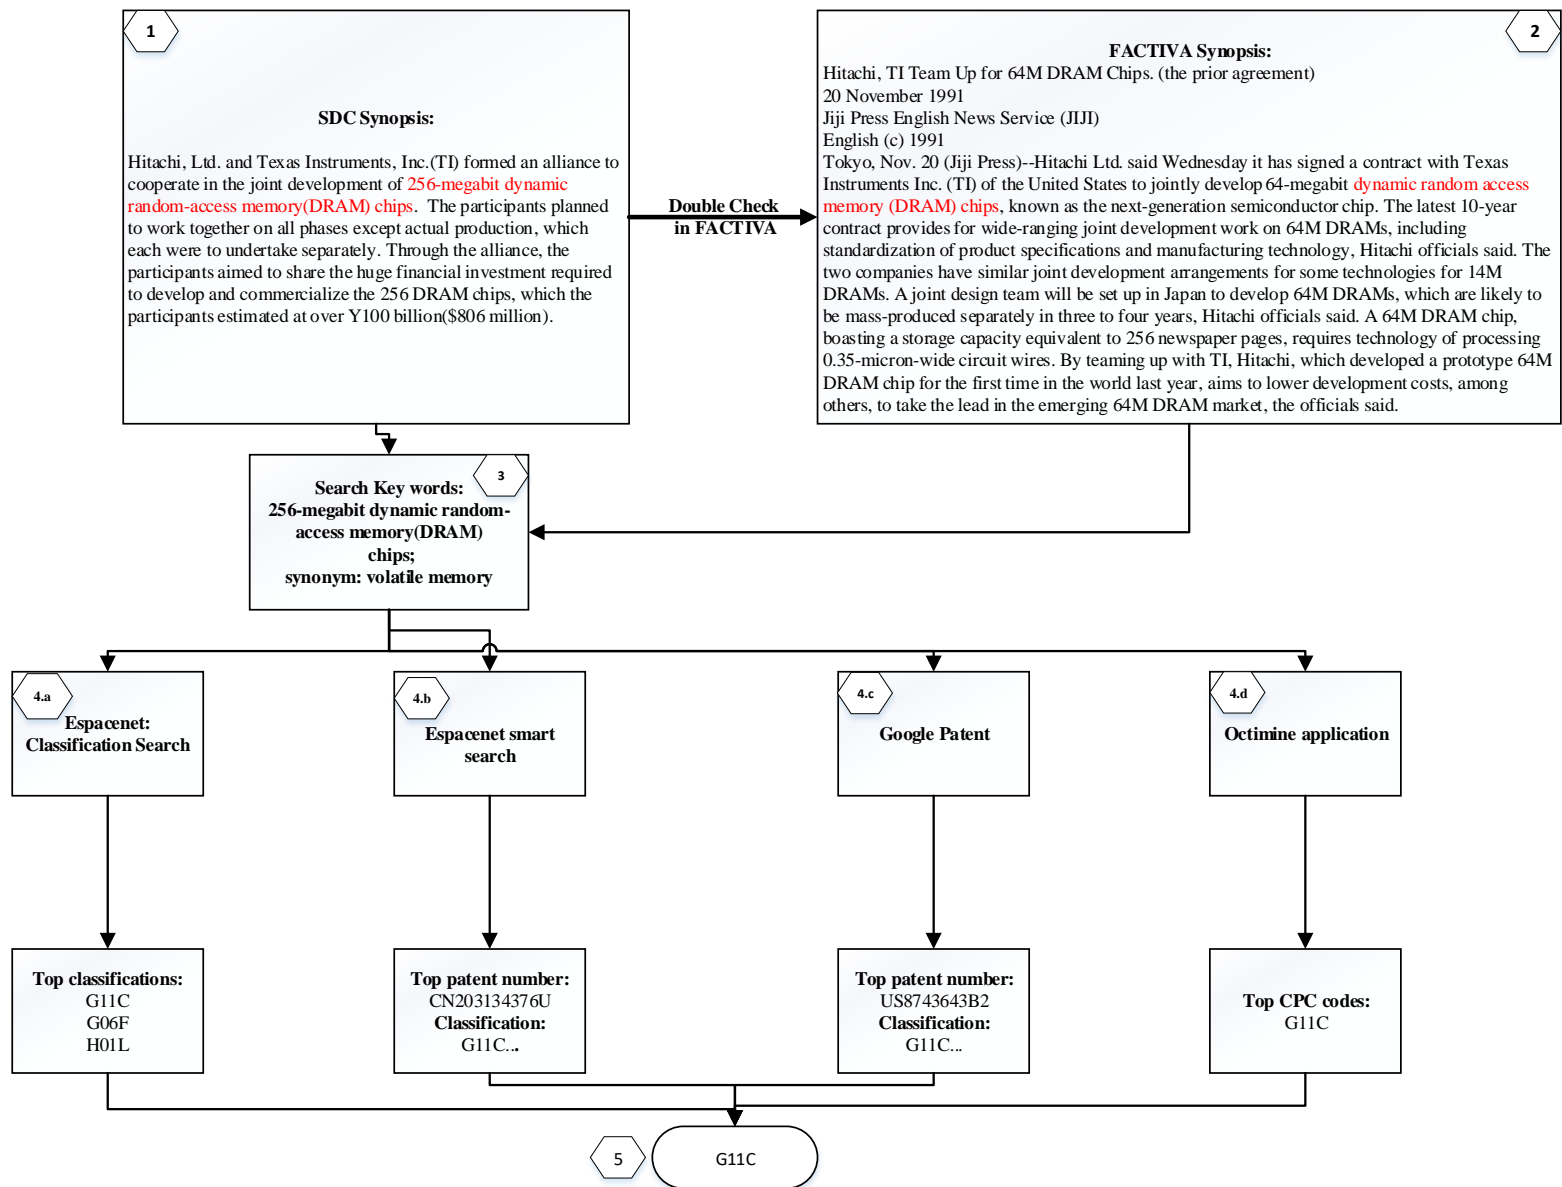 1
SDC Synopsis:
Hitachi, Ltd. and Texas Instruments, Inc.(TI) formed an alliance to
cooperate in the joint development of 256-megabit dynamic
random-access memory(DRAM) chips.  The participants planned
to work together on all phases except actual production, which
each were to undertake separately. Through the alliance, the
participants aimed to share the huge financial investment required
to develop and commercialize the 256 DRAM chips, which the
participants estimated at over Y100 billion($806 million).
Double Check
in FACTIVA
2
FACTIVA Synopsis:
Hitachi, TI Team Up for 64M DRAM Chips. (the prior agreement)
20 November 1991
Jiji Press English News Service (JIJI)
English (c) 1991
Tokyo, Nov. 20 (Jiji Press)--Hitachi Ltd. said Wednesday it has signed a contract with Texas
Instruments Inc. (TI) of the United States to jointly develop 64-megabit dynamic random access
memory (DRAM) chips, known as the next-generation semiconductor chip. The latest 10-year
contract provides for wide-ranging joint development work on 64M DRAMs, including
standardization of product specifications and manufacturing technology, Hitachi officials said. The
two companies have similar joint development arrangements for some technologies for 14M
DRAMs. A joint design team will be set up in Japan to develop 64M DRAMs, which are likely to
be mass-produced separately in three to four years, Hitachi officials said. A 64M DRAM chip,
boasting a storage capacity equivalent to 256 newspaper pages, requires technology of processing
0.35-micron-wide circuit wires. By teaming up with TI, Hitachi, which developed a prototype 64M
DRAM chip for the first time in the world last year, aims to lower development costs, among
others, to take the lead in the emerging 64M DRAM market, the officials said.
3
Search Key words:
256-megabit dynamic random-
access memory(DRAM)
chips;
synonym: volatile memory
4.a
Espacenet:
Classification Search
4.b
Espacenet smart
search
4.c
Google Patent
4.d
Octimine application
Top classifications:
G11C
G06F
H01L
Top patent number:
CN203134376U
Classification:
G11C...
Top patent number:
US8743643B2
Classification:
G11C...
Top CPC codes:
G11C
5
G11C